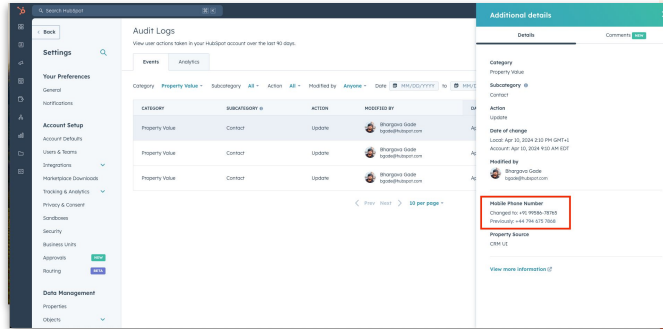 Search HubSpot
Back
Settings
Your Preferences
General
Notifications
Account Setup
Account Defaults
Users & Teams
Integrations
Marketplace Downloads
Tracking & Analytics
Privacy & Consent
Sandboxes
Security
Business Units
Approvals NEW
Routing BETA
Data Management
Properties
Objects
Audit Logs
View user actions taken in your HubSpot account over the last 90 days.
Events Analytics
Category Property Value Subcategory All Action All Modified by Anyone Date MM/DD/YYYY to
CATEGORY SUBCATEGORY ACTION MODIFIED BY
Property Value Contact Update Bhargava Gade
bgade@hubspot.com
Property Value Contact Update Bhargava Gade
bgade@hubspot.com
Property Value Contact Update Bhargava Gade
bgade@hubspot.com
Prev Next 10 per page
Additional details
Details Comments NEW
Category
Property Value
Subcategory
Contact
Action
Update
Date of change
Local: Apr 10, 2024 2:10 PM GMT+1
Account: Apr 10, 2024 9:10 AM EDT
Modified by
Bhargava Gade
bgade@hubspot.com
Mobile Phone Number
Changed to: +91 99586-78765
Previously: +44 794 675 7868
Property Source
CRM UI
View more information